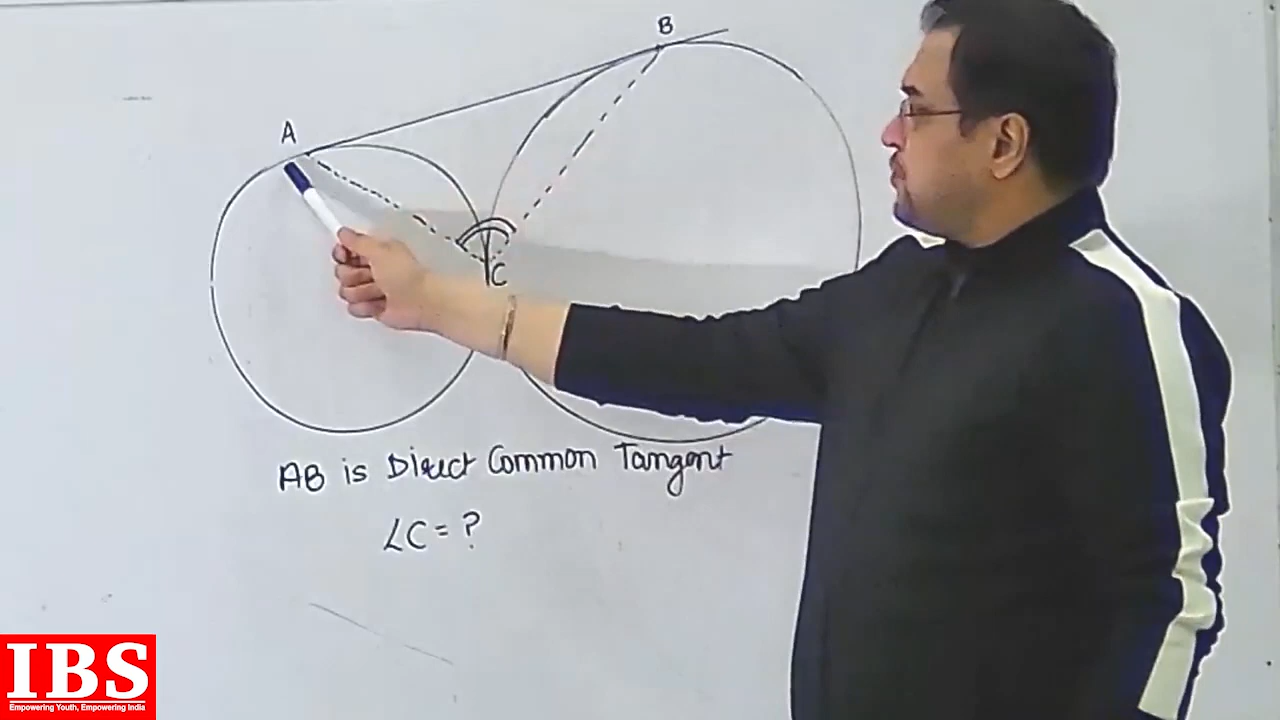 B
A
C
AB is Direct Common Tangent
∠C = ?
IBS
Empowering Youth, Empowering India